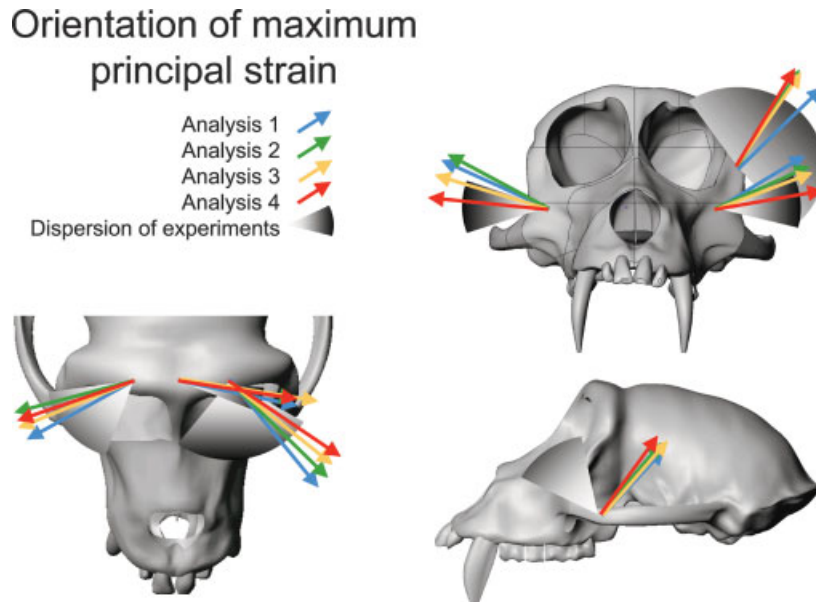 Orientation of maximum
principal strain
Analysis 1
Analysis 2
Analysis 3
Analysis 4
Dispersion of experiments